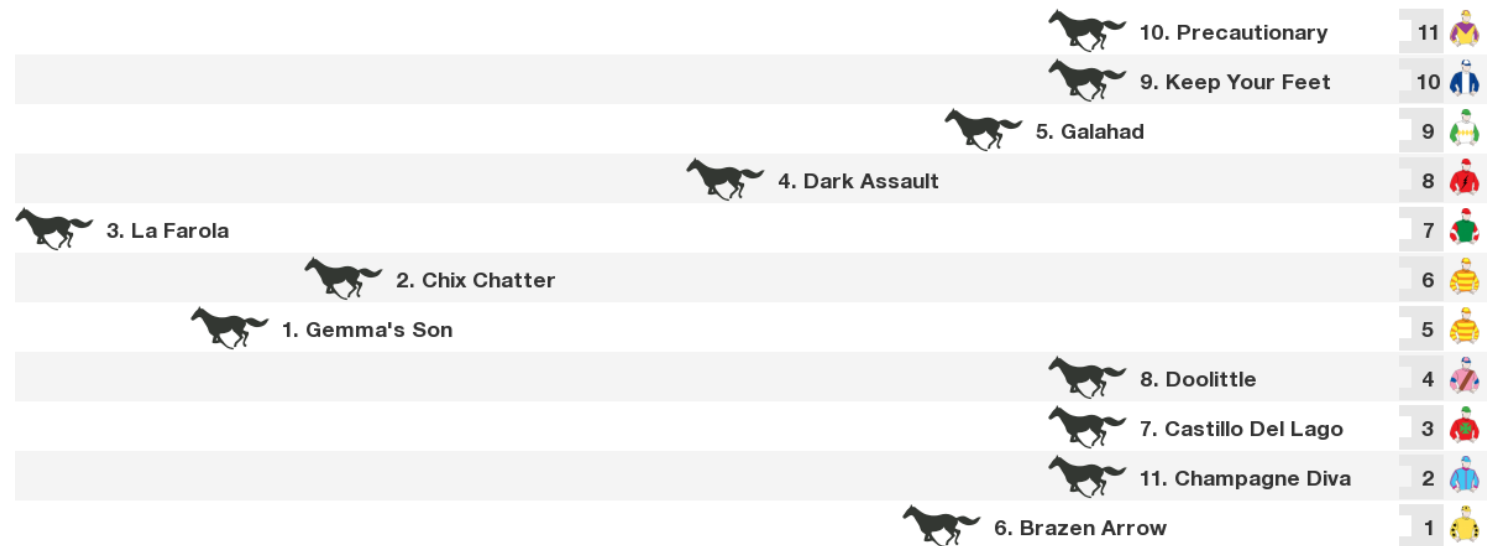 10. Precautionary 11
9. Keep Your Feet 10
5. Galahad 9
4. Dark Assault 8
3. La Farola 7
2. Chix Chatter 6
1. Gemma's Son 5
8. Doolittle 4
7. Castillo Del Lago 3
11. Champagne Diva 2
6. Brazen Arrow 1